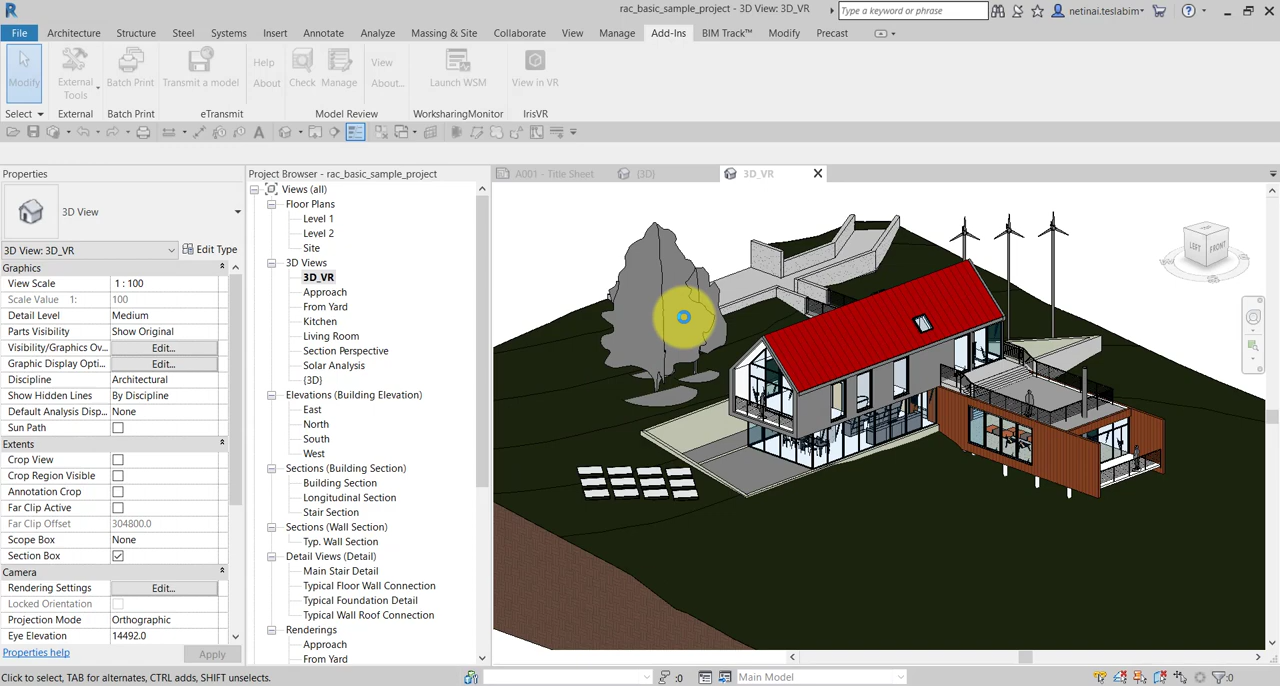 rac_basic_sample_project - 3D View: 3D_VR
Type a keyword or phrase
netinai.teslabim
File Architecture Structure Steel Systems Insert Annotate Analyze Massing & Site Collaborate View Manage Add-Ins BIM Track™ Modify Precast
Modify
External
Tools
Batch Print
Transmit a model
Help
About
Check
Manage
View
About...
Launch WSM
View in VR
Select External Batch Print eTransmit Model Review WorksharingMonitor IrisVR
Properties
3D View
3D View: 3D_VR
Edit Type
Graphics
View Scale 1 : 100
Scale Value 1: 100
Detail Level Medium
Parts Visibility Show Original
Visibility/Graphics Ov... Edit...
Graphic Display Opti... Edit...
Discipline Architectural
Show Hidden Lines By Discipline
Default Analysis Disp... None
Sun Path
Extents
Crop View
Crop Region Visible
Annotation Crop
Far Clip Active
Far Clip Offset 304800.0
Scope Box None
Section Box
Camera
Rendering Settings Edit...
Locked Orientation
Projection Mode Orthographic
Eye Elevation 14492.0
Properties help
Apply
Project Browser - rac_basic_sample_project
Views (all)
Floor Plans
Level 1
Level 2
Site
3D Views
3D_VR
Approach
From Yard
Kitchen
Living Room
Section Perspective
Solar Analysis
{3D}
Elevations (Building Elevation)
East
North
South
West
Sections (Building Section)
Building Section
Longitudinal Section
Stair Section
Sections (Wall Section)
Typ. Wall Section
Detail Views (Detail)
Main Stair Detail
Typical Floor Wall Connection
Typical Foundation Detail
Typical Wall Roof Connection
Renderings
Approach
From Yard
A001 - Title Sheet
{3D}
3D_VR
LEFT
FRONT
Click to select, TAB for alternates, CTRL adds, SHIFT unselects.
:0
Main Model
:0